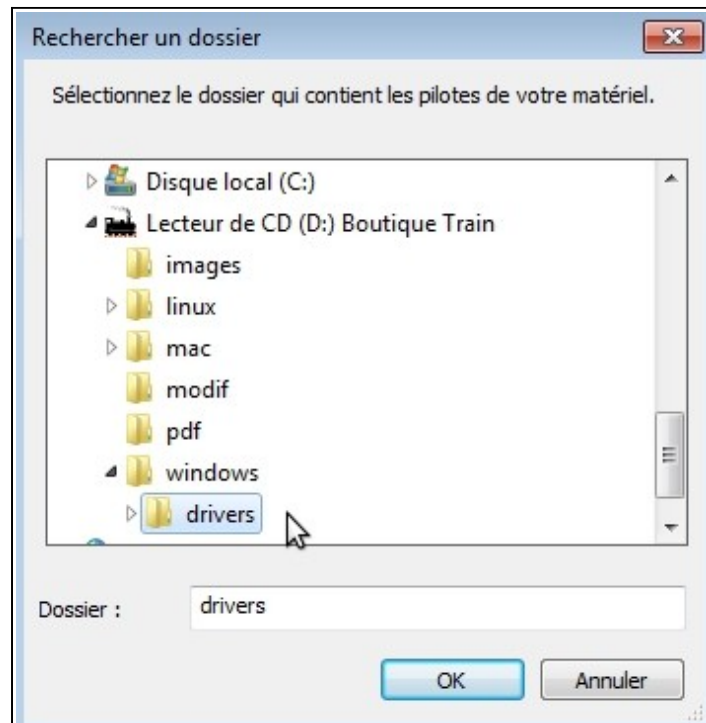 Rechercher un dossier
Sélectionnez le dossier qui contient les pilotes de votre matériel.
Disque local (C:)
Lecteur de CD (D:) Boutique Train
images
linux
mac
modif
pdf
windows
drivers
Dossier : drivers
OK Annuler